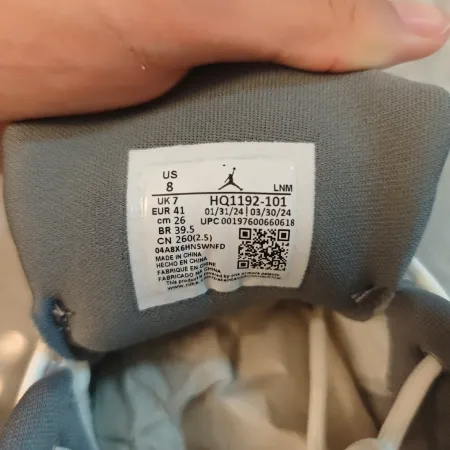 US
8
LNM
UK 7
HQ1192-101
EUR 41
01/31/24 03/30/24
cm 26
UPC 00197600660618
BR 39.5
CN 260(2.5)
04A8X6HN5WNFD
MADE IN CHINA
HECHO EN CHINA
FABRIQUÉ EN CHINE
FABRICADO NA CHINA